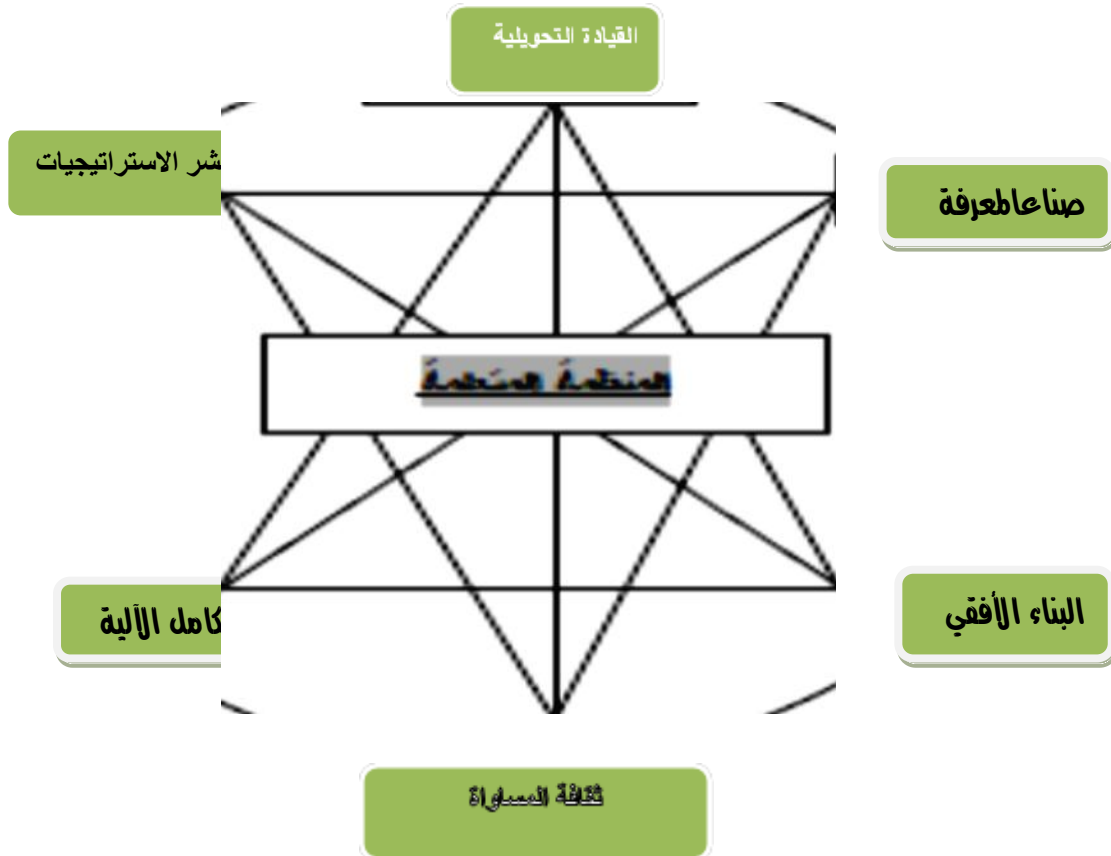 القيادة التحويلية
شر الاستراتيجيات
صناعالمعرفة
المنظمة المتعلمة
كامل الآلية
البناء الأفقي
ثقافة المساواة